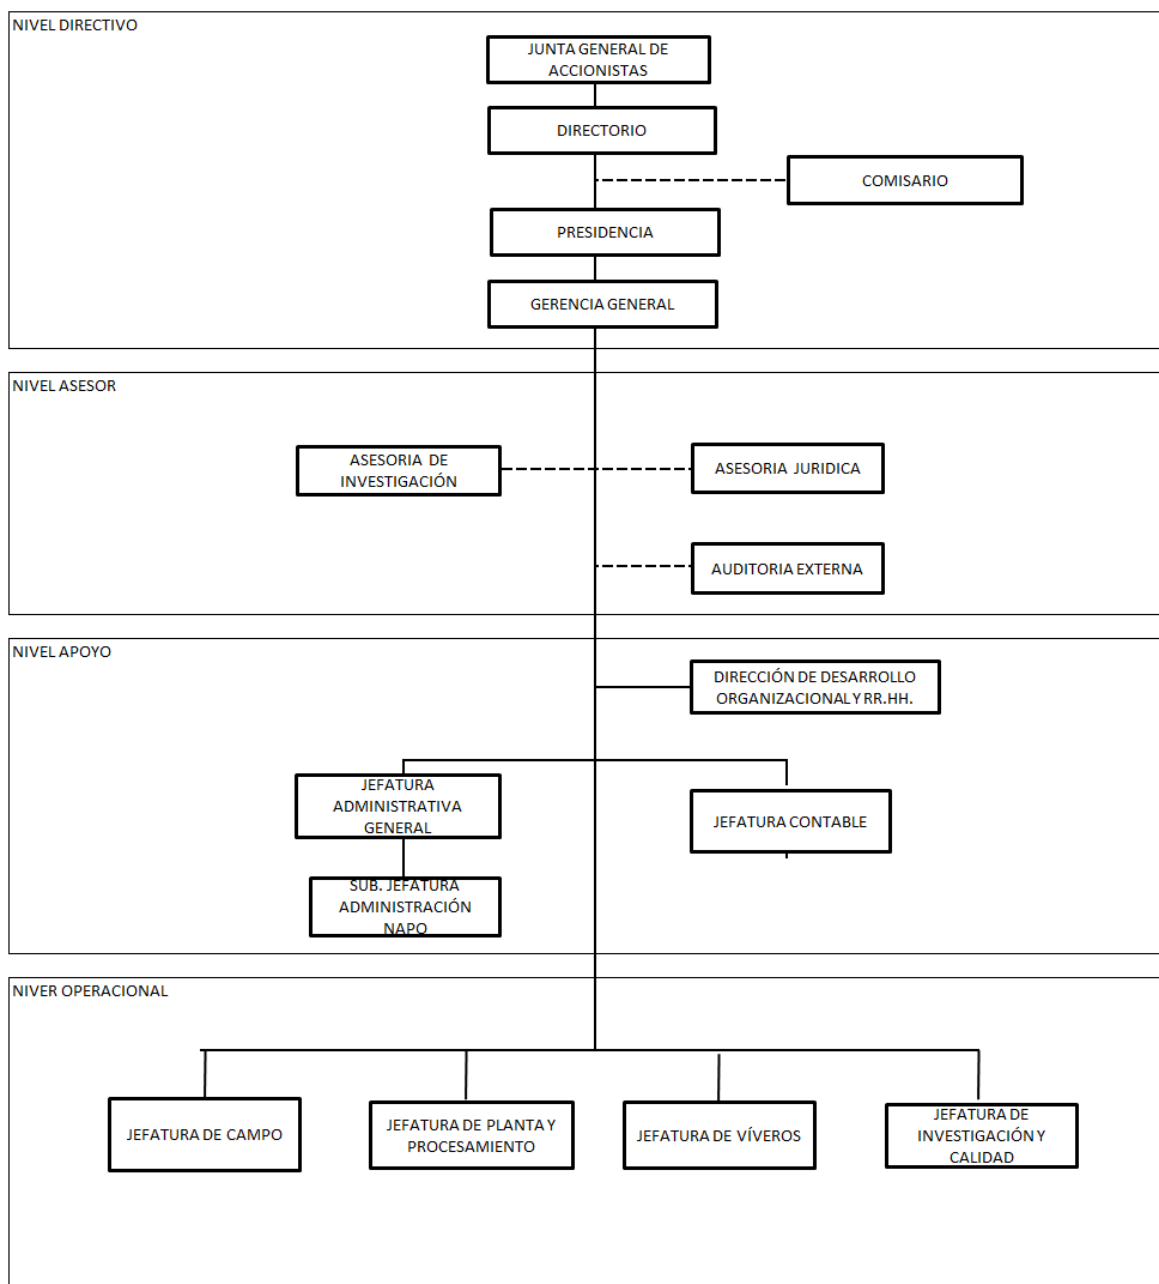 NIVEL DIRECTIVO
JUNTA GENERAL DE
ACCIONISTAS
DIRECTORIO
COMISARIO
PRESIDENCIA
GERENCIA GENERAL
NIVEL ASESOR
ASESORIA DE
INVESTIGACIÓN
ASESORIA JURIDICA
AUDITORIA EXTERNA
NIVEL APOYO
DIRECCIÓN DE DESARROLLO
ORGANIZACIONAL Y RR.HH.
JEFATURA
ADMINISTRATIVA
GENERAL
JEFATURA CONTABLE
SUB. JEFATURA
ADMINISTRACIÓN
NAPO
NIVER OPERACIONAL
JEFATURA DE CAMPO
JEFATURA DE PLANTA Y
PROCESAMIENTO
JEFATURA DE VÍVEROS
JEFATURA DE
INVESTIGACIÓN Y
CALIDAD